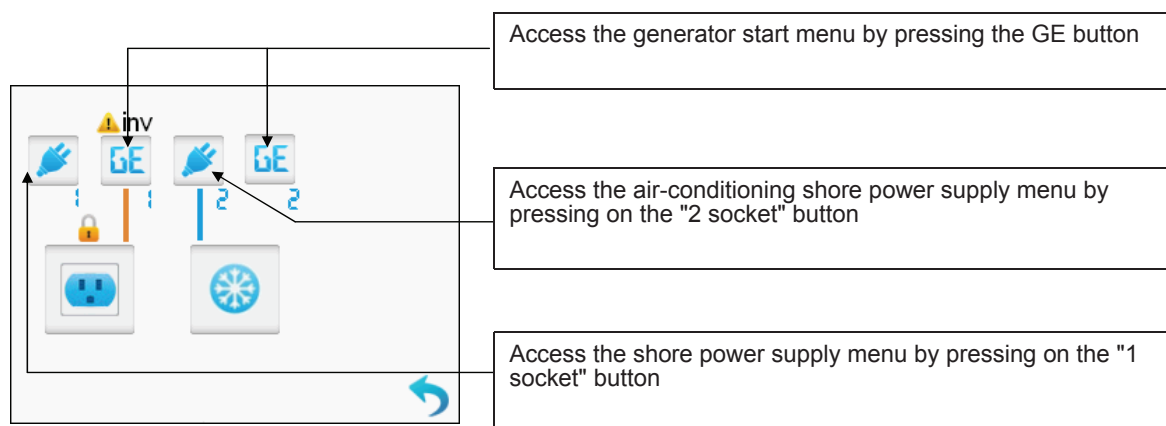 Access the generator start menu by pressing the GE button
inv
GE
GE
1
1
2
2
Access the air-conditioning shore power supply menu by
pressing on the "2 socket" button
Access the shore power supply menu by pressing on the "1
socket" button